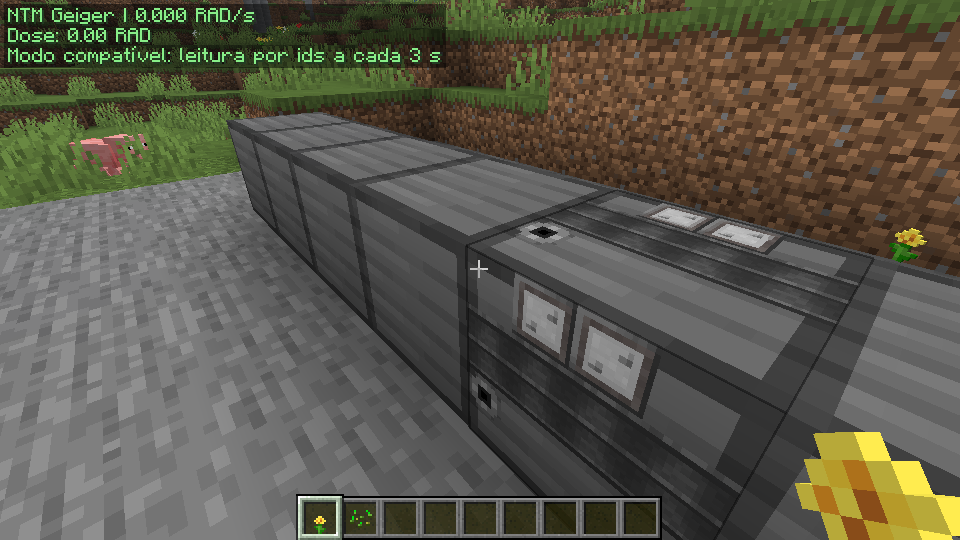 NTM Geiger | 0.000 RAD/s
Dose: 0.00 RAD
Modo compatível: leitura por ids a cada 3 s